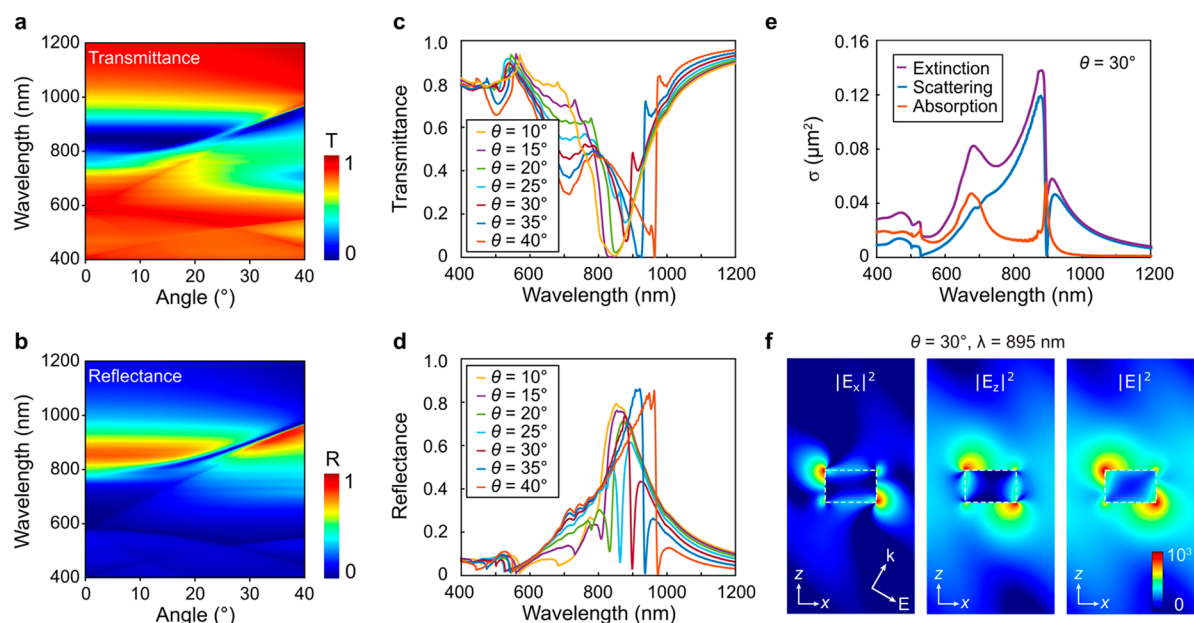 a
1200
1000
800
600
400
Wavelength (nm)
Transmittance
T
1
0
0
10
20
30
40
Angle (°)
b
1200
1000
800
600
400
Wavelength (nm)
Reflectance
R
1
0
0
10
20
30
40
Angle (°)
c
1.0
0.8
0.6
0.4
0.2
0
Transmittance
θ = 10°
θ = 15°
θ = 20°
θ = 25°
θ = 30°
θ = 35°
θ = 40°
400
600
800
1000
1200
Wavelength (nm)
d
1.0
0.8
0.6
0.4
0.2
0
Reflectance
θ = 10°
θ = 15°
θ = 20°
θ = 25°
θ = 30°
θ = 35°
θ = 40°
400
600
800
1000
1200
Wavelength (nm)
e
0.16
0.12
0.08
0.04
0
σ (μm²)
Extinction
Scattering
Absorption
θ = 30°
400
600
800
1000
1200
Wavelength (nm)
f
θ = 30°, λ = 895 nm
|Eₓ|²
z
x
k
E
|E_z|²
z
x
|E|²
z
x
10³
0